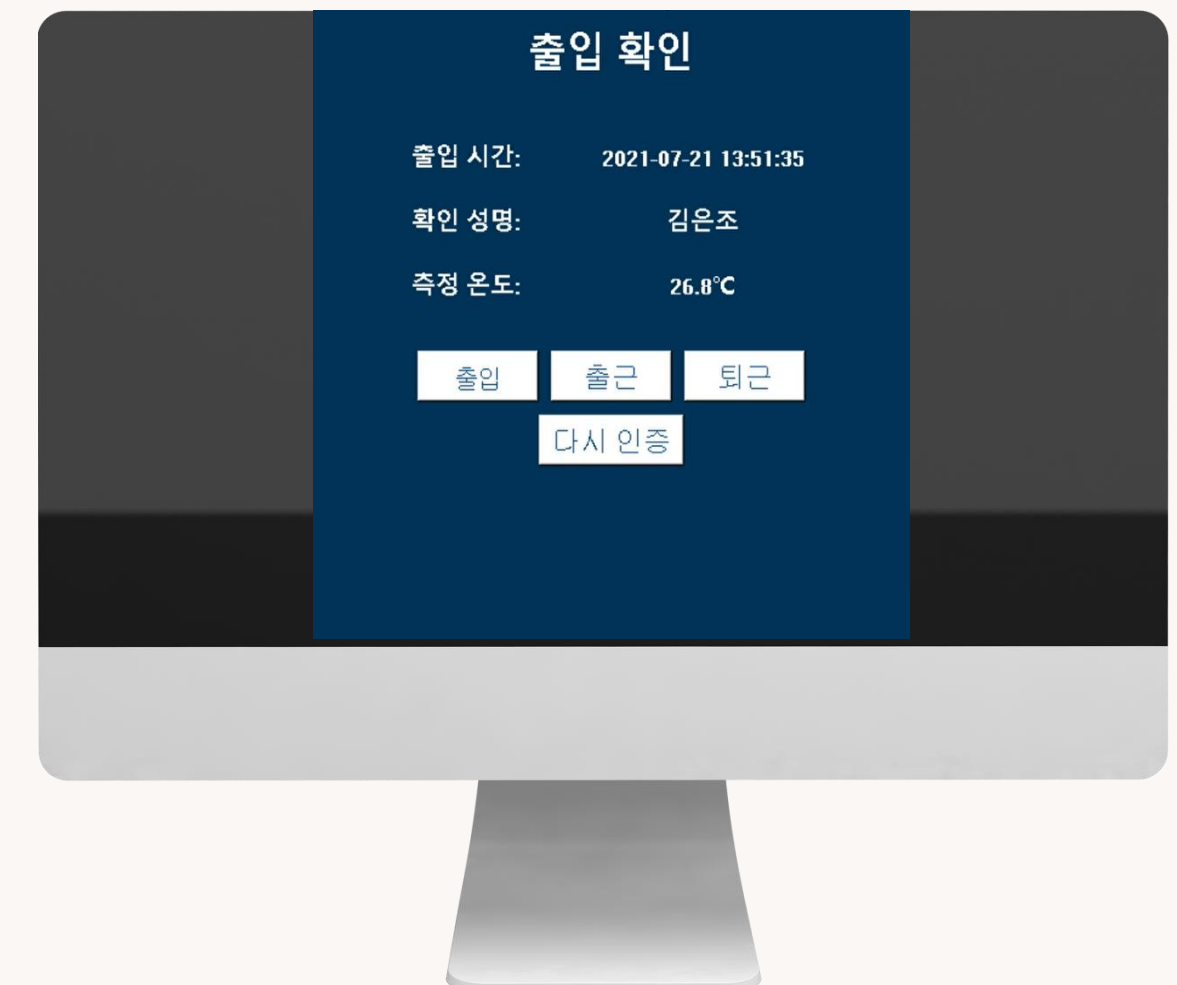 출입 확인
출입 시간: 2021-07-21 13:51:35
확인 성명: 김은조
측정 온도: 26.8℃
출입 출근 퇴근
다시 인증